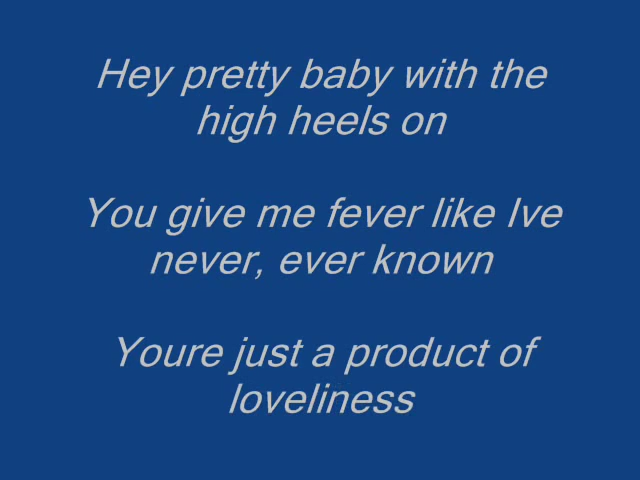 Hey pretty baby with the
high heels on
You give me fever like Ive
never, ever known
Youre just a product of
loveliness